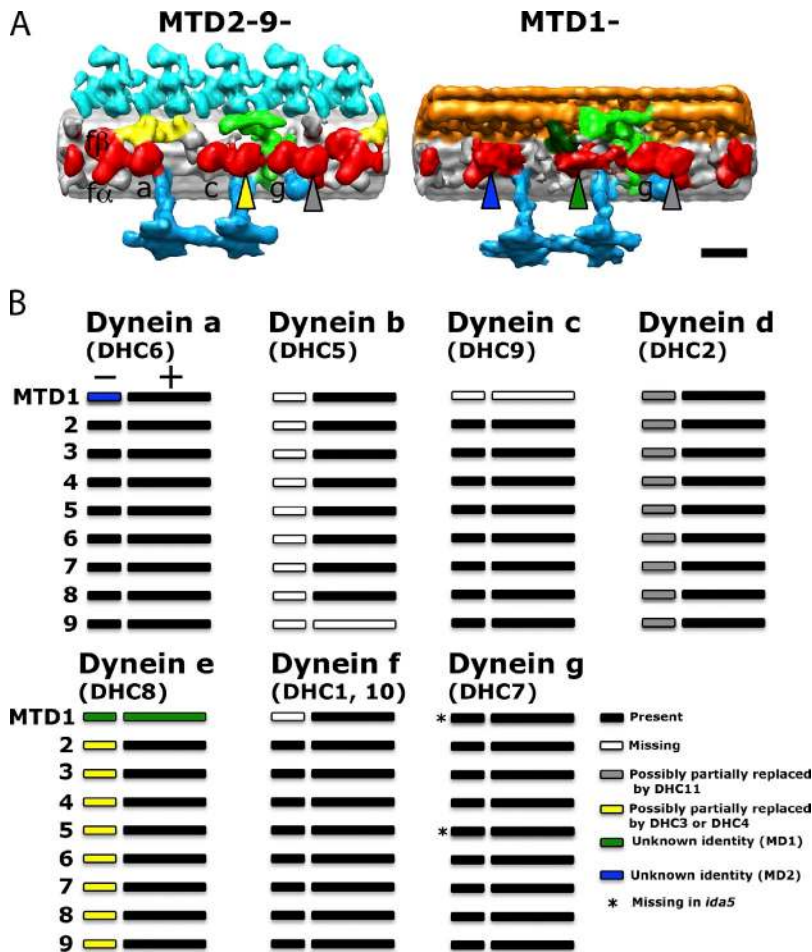 A
MTD2-9-
MTD1-
fβ
fα
a
c
g
g
B
Dynein a
(DHC6)
Dynein b
(DHC5)
Dynein c
(DHC9)
Dynein d
(DHC2)
− +
MTD1
2
3
4
5
6
7
8
9
Dynein e
(DHC8)
Dynein f
(DHC1, 10)
Dynein g
(DHC7)
MTD1
2
3
4
5
6
7
8
9
*
*
Present
Missing
Possibly partially replaced
by DHC11
Possibly partially replaced
by DHC3 or DHC4
Unknown identity (MD1)
Unknown identity (MD2)
* Missing in ida5